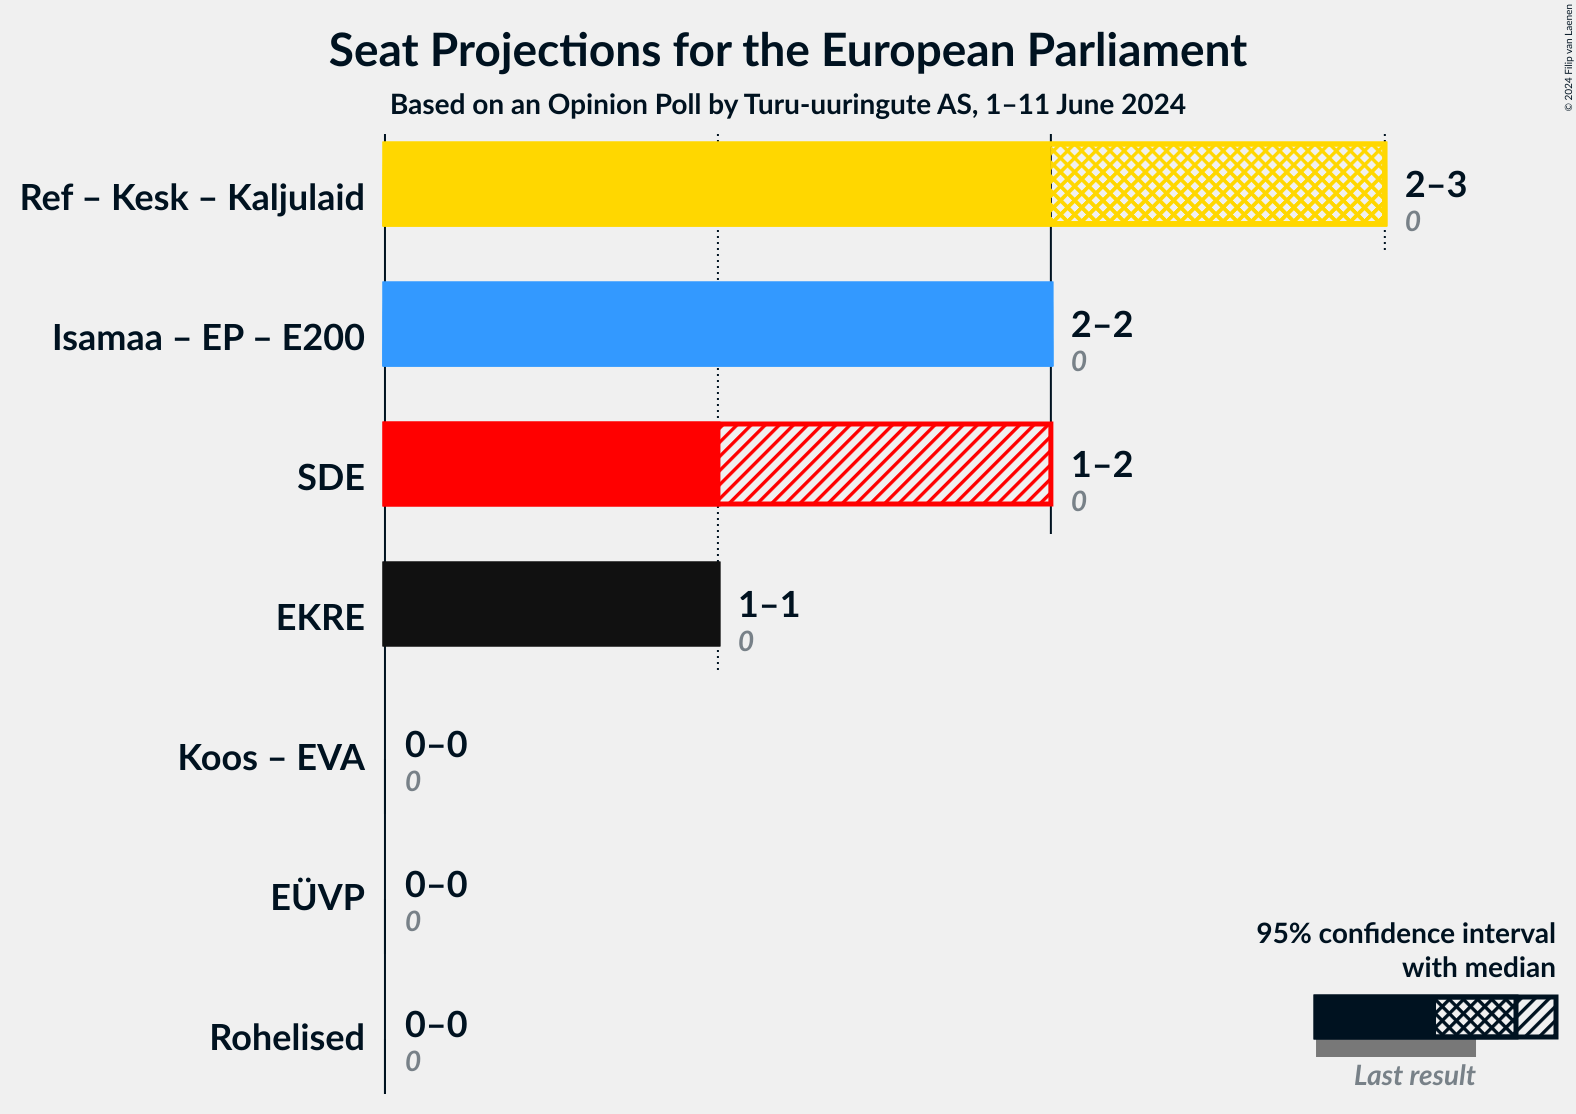 Seat Projections for the European Parliament
Based on an Opinion Poll by Turu-uuringute AS, 1–11 June 2024
© 2024 Filip van Laenen
Ref – Kesk – Kaljulaid
2–3
0
Isamaa – EP – E200
2–2
0
SDE
1–2
0
EKRE
1–1
0
Koos – EVA
0–0
0
EÜVP
0–0
0
Rohelised
0–0
0
95% confidence interval
with median
Last result